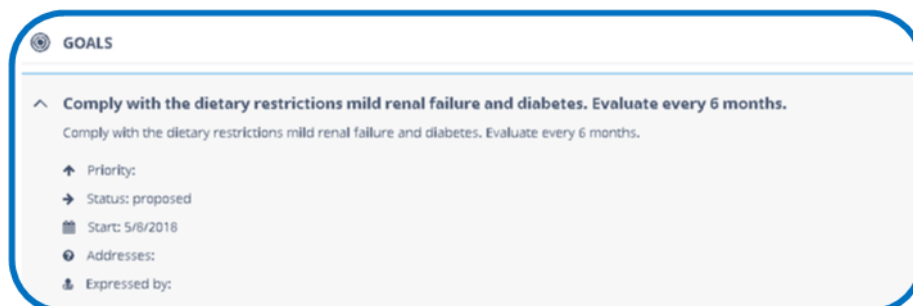 GOALS
Comply with the dietary restrictions mild renal failure and diabetes. Evaluate every 6 months.
Comply with the dietary restrictions mild renal failure and diabetes. Evaluate every 6 months.
Priority:
Status: proposed
Start: 5/8/2018
Addresses:
Expressed by: